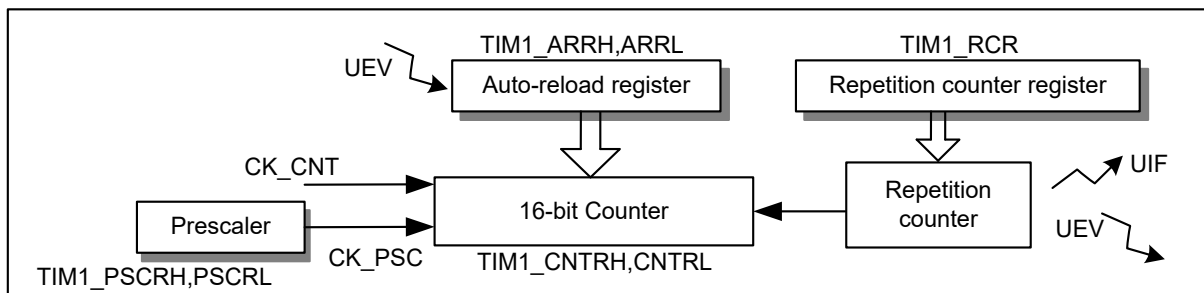 TIM1_ARRH,ARRL
TIM1_RCR
UEV
Auto-reload register
Repetition counter register
CK_CNT
UIF
16-bit Counter
Repetition
counter
Prescaler
UEV
CK_PSC
TIM1_CNTRH,CNTRL
TIM1_PSCRH,PSCRL